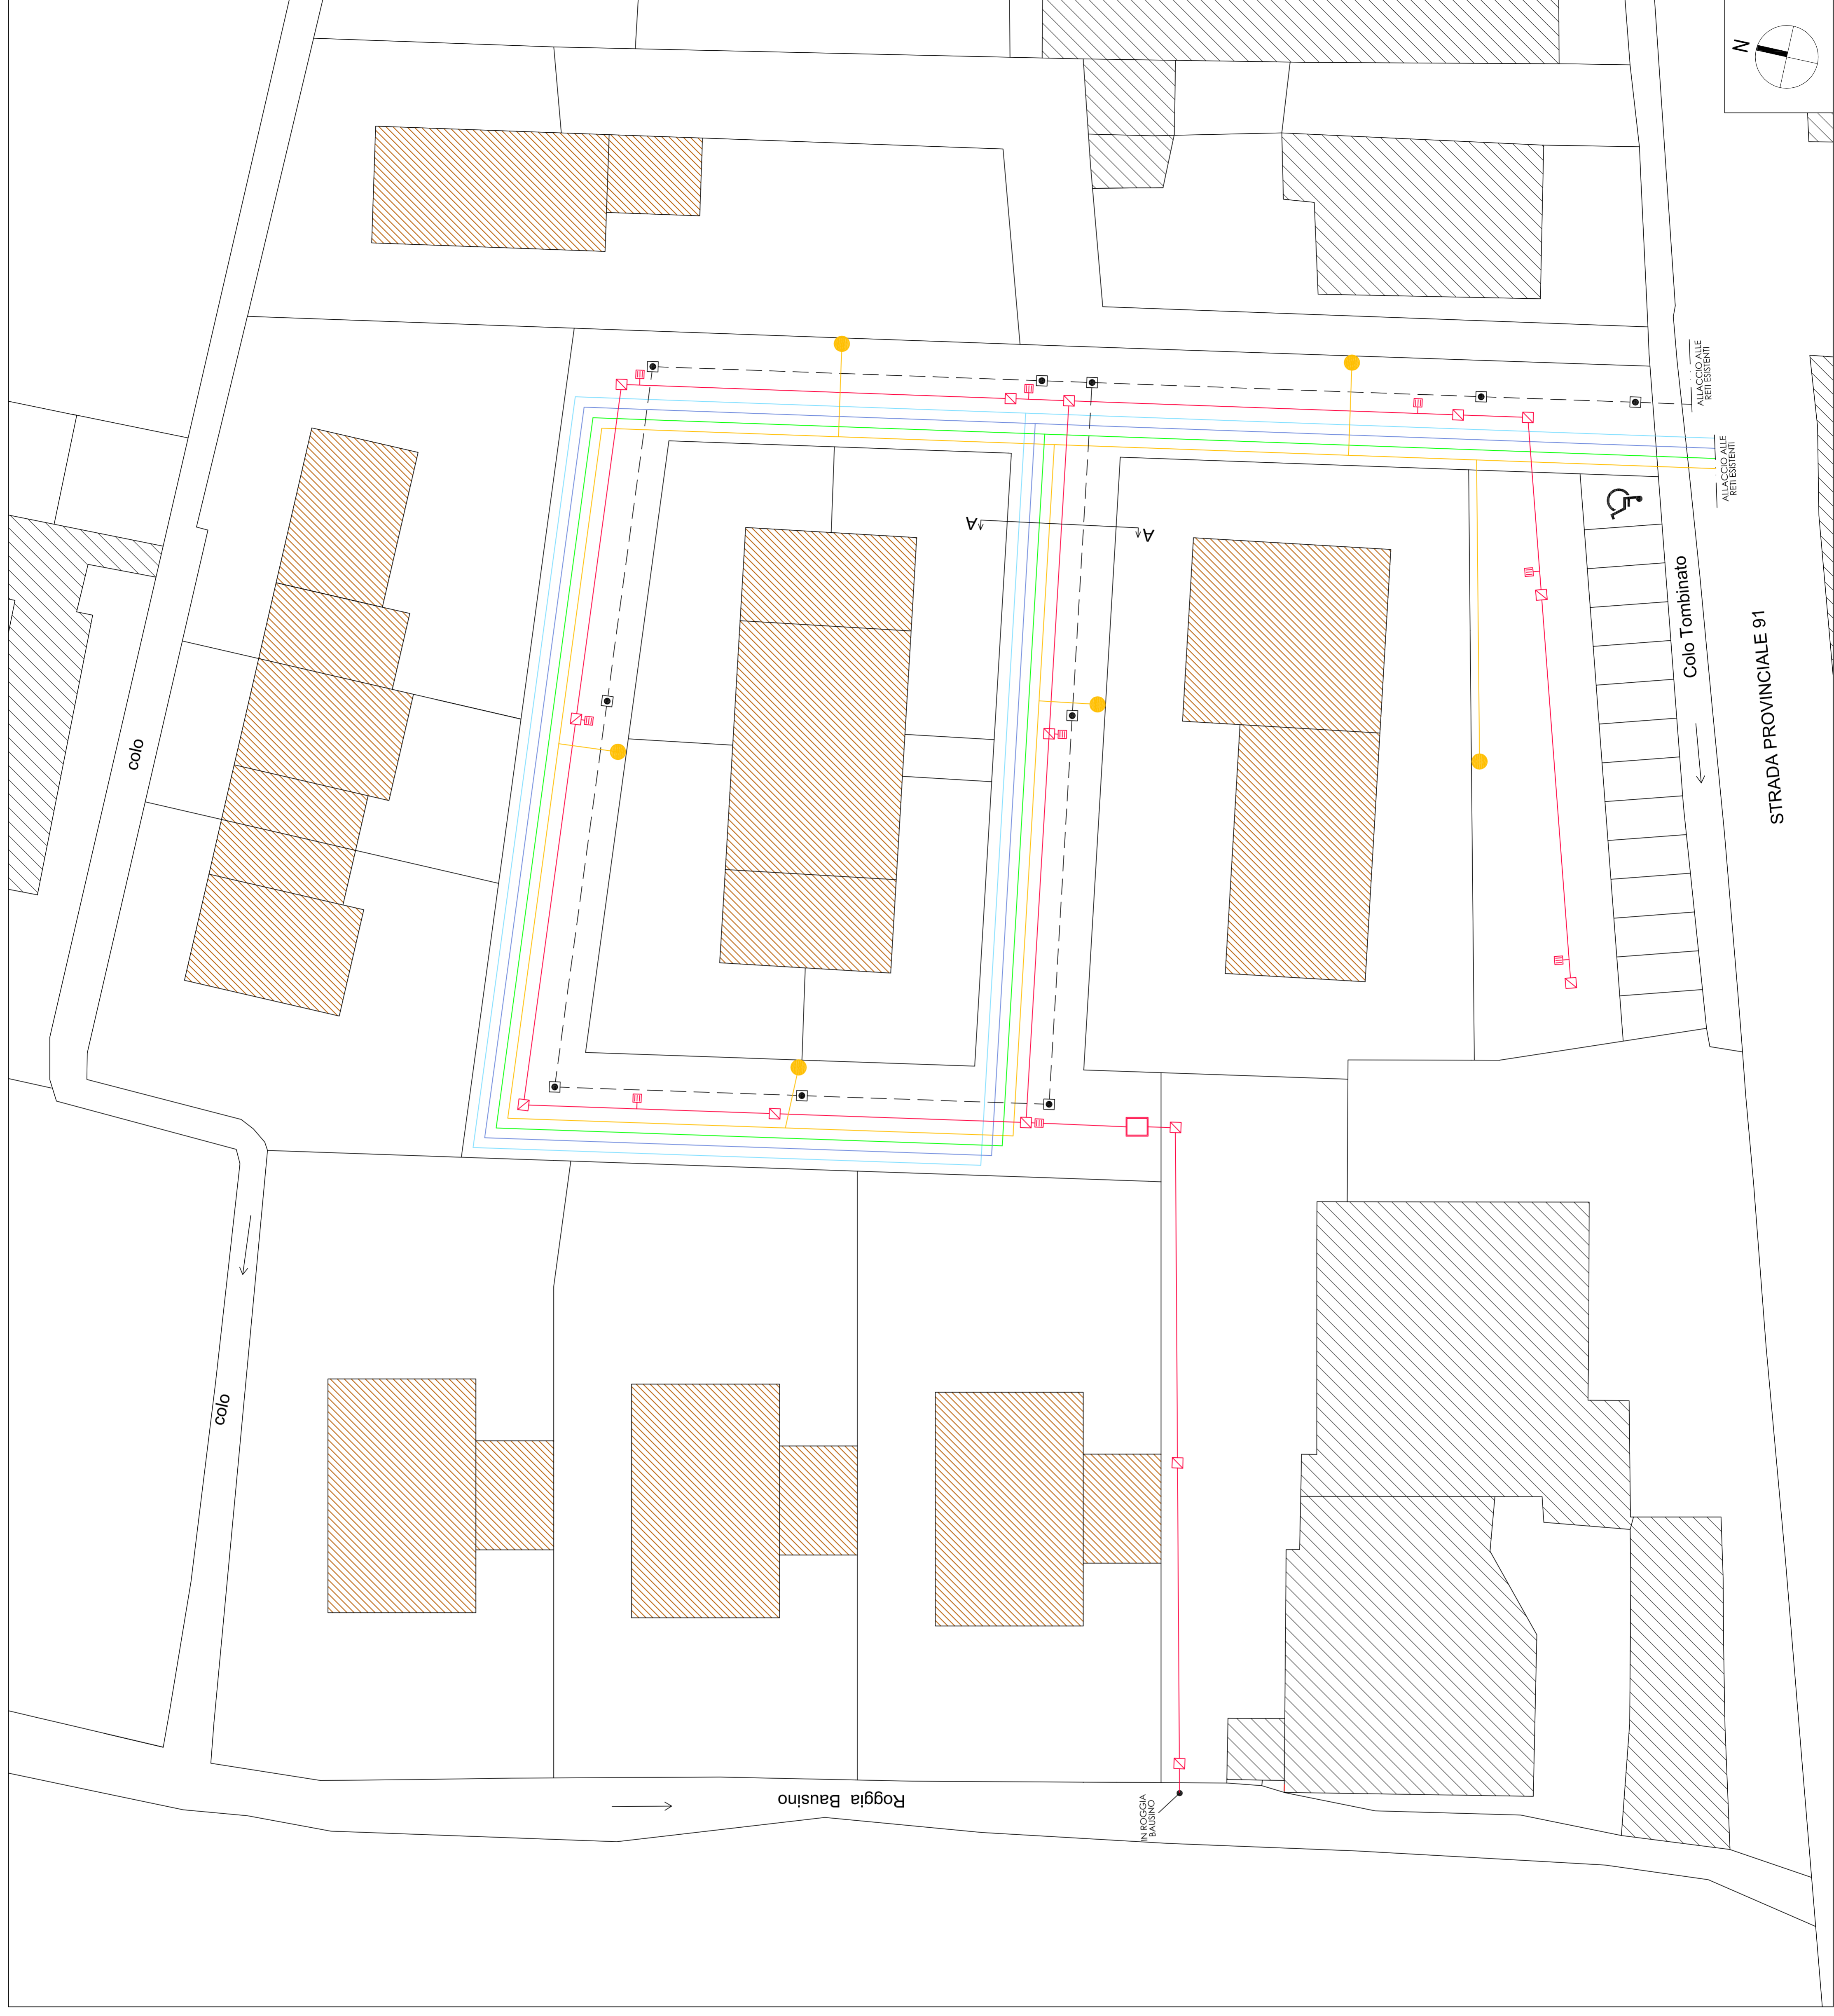 N
ALLACCIO ALLE
RETI ESISTENTI
ALLACCIO ALLE
RETI ESISTENTI
A
A
Colo Tombinato
STRADA PROVINCIALE 91
colo
colo
Roggia Bausino
IN ROGGIA
BAUSINO